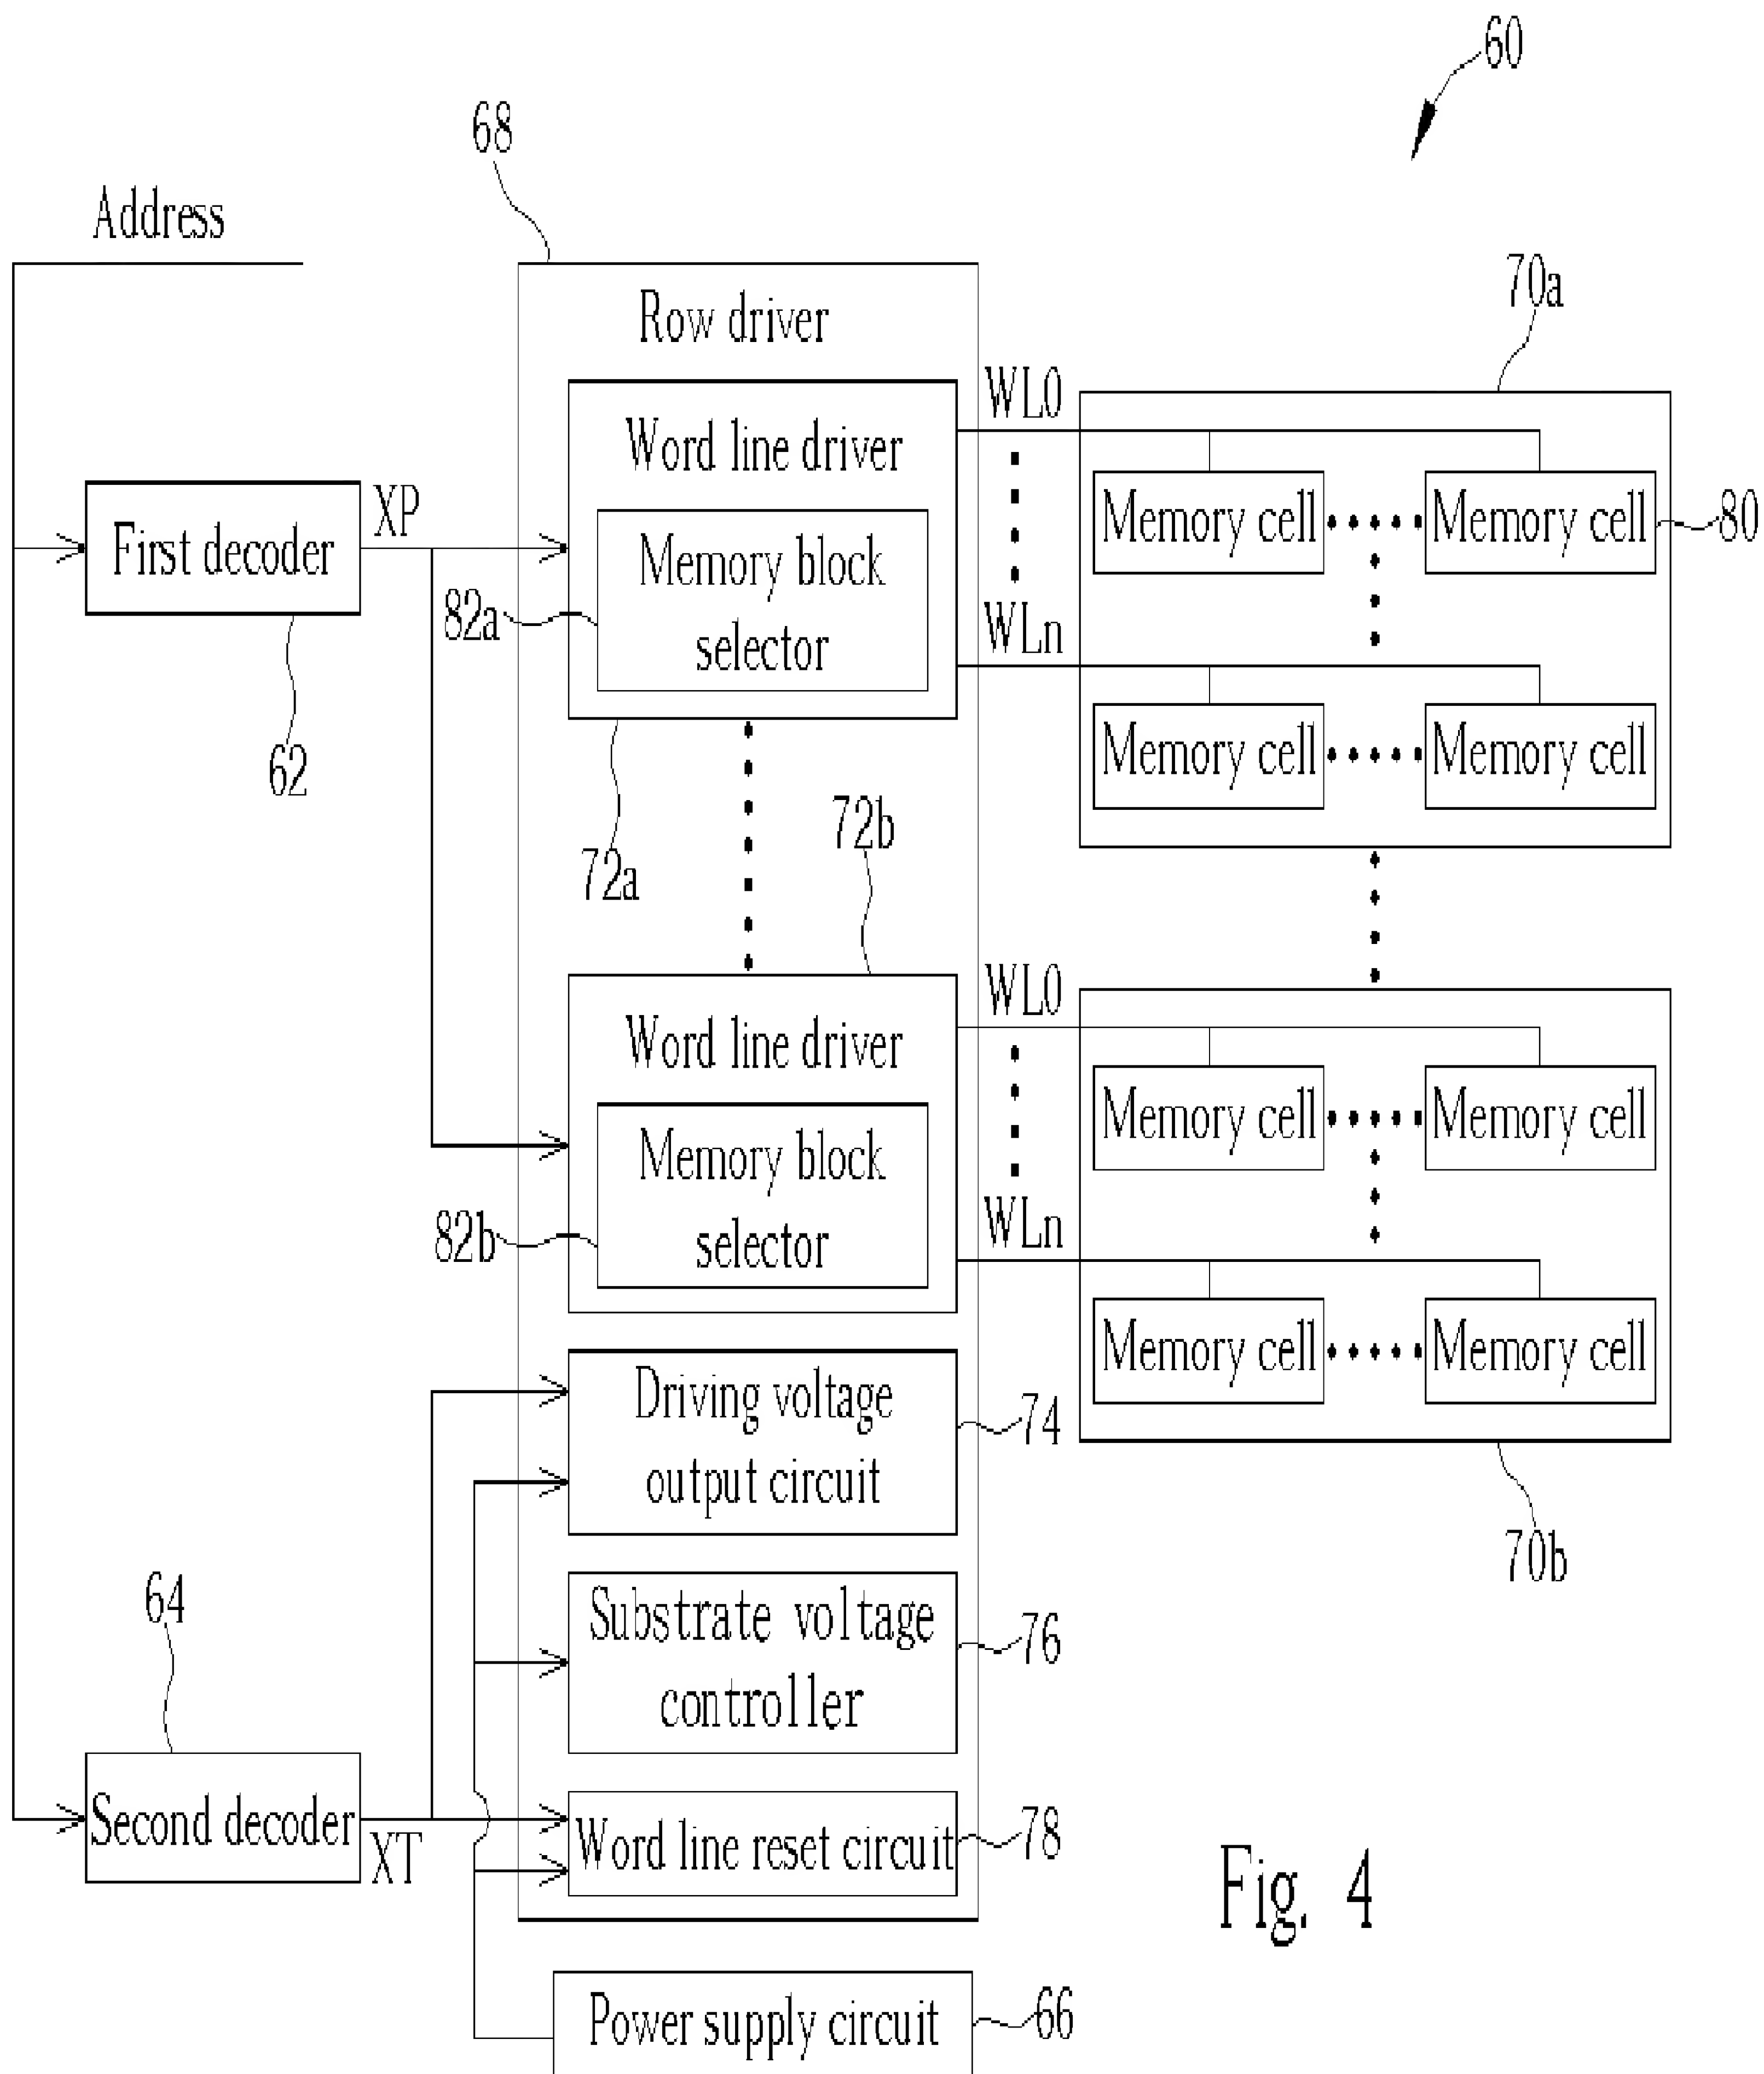 60
68
Address
70a
Row driver
WL0
Word line driver
XP
Memory cell
Memory cell
80
First decoder
Memory block
selector
82a
WLn
62
Memory cell
Memory cell
72a
72b
WL0
Word line driver
Memory cell
Memory cell
Memory block
selector
82b
WLn
Memory cell
Memory cell
Driving voltage
output circuit
74
70b
64
Substrate voltage
controller
76
Second decoder
XT
Word line reset circuit
78
Fig. 4
Power supply circuit
66